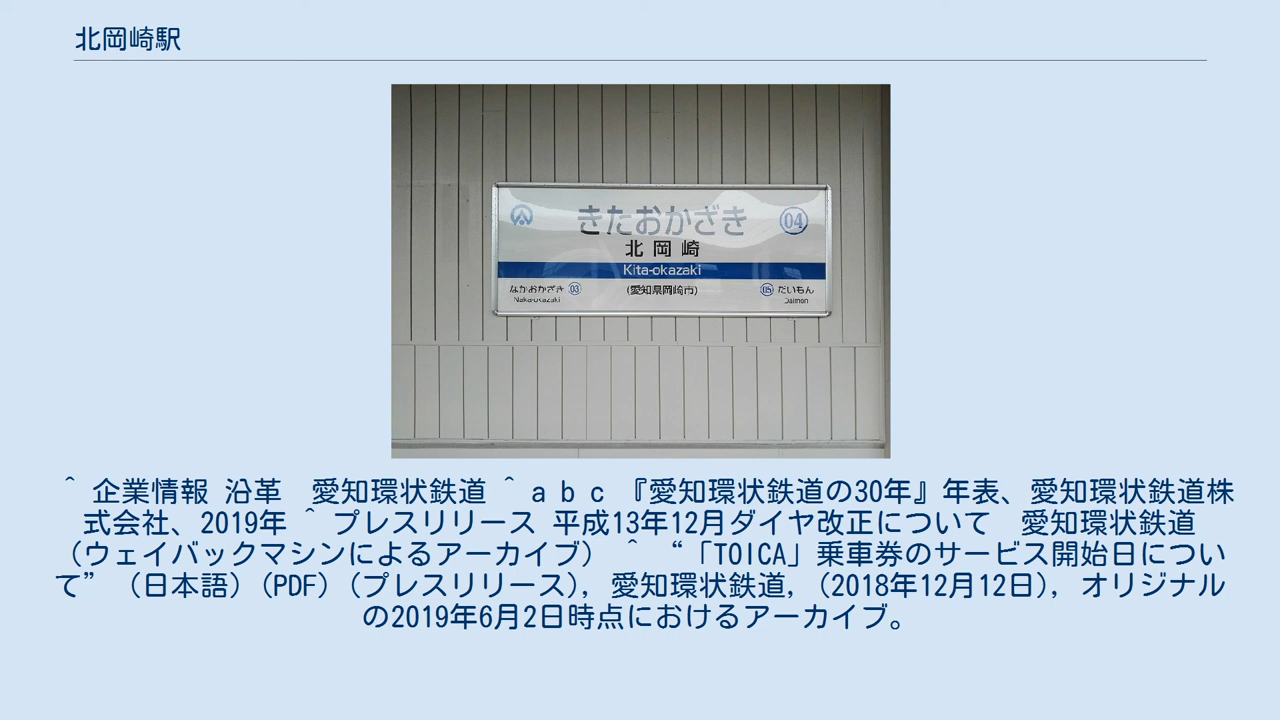 北岡崎駅
きたおかざき 04
北岡崎
Kita-okazaki
なかおかざき 03 (愛知県岡崎市) 05 だいもん
Naka-okazaki Daimon
^ 企業情報 沿革　愛知環状鉄道 ^ a b c 『愛知環状鉄道の30年』年表、愛知環状鉄道株
式会社、2019年 ^ プレスリリース 平成13年12月ダイヤ改正について　愛知環状鉄道
（ウェイバックマシンによるアーカイブ） ^ “「TOICA」乗車券のサービス開始日につい
て” (日本語) (PDF) (プレスリリース), 愛知環状鉄道, (2018年12月12日), オリジナル
の2019年6月2日時点におけるアーカイブ。